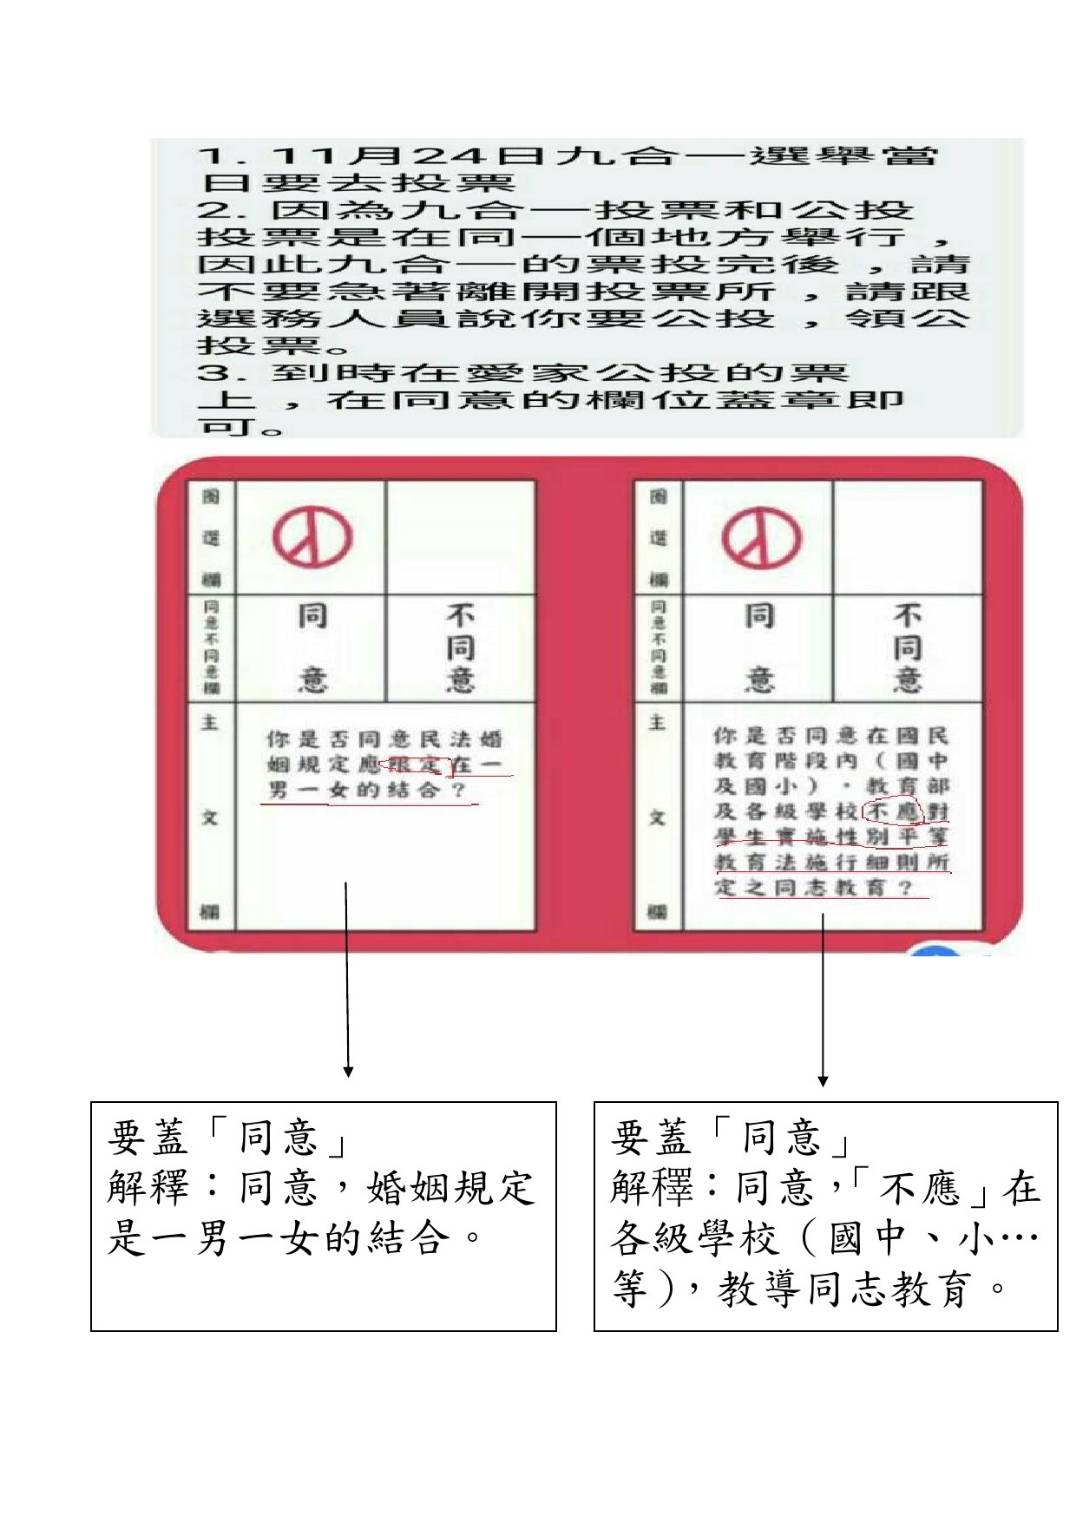 1. 11月24日九合一選舉當
日要去投票
2. 因為九合一投票和公投
投票是在同一個地方舉行，
因此九合一的票投完後，請
不要急著離開投票所，請跟
選務人員說你要公投，領公
投票。
3. 到時在愛家公投的票
上，在同意的欄位蓋章即
可。
圈選欄
同意不同意欄
同意
不同意
主文欄
你是否同意民法婚
姻規定應限定在一
男一女的結合？
圈選欄
同意不同意欄
同意
不同意
主文欄
你是否同意在國民
教育階段內（國中
及國小），教育部
及各級學校不應對
學生實施性別平等
教育法施行細則所
定之同志教育？
要蓋「同意」
解釋：同意，婚姻規定
是一男一女的結合。
要蓋「同意」
解釋：同意，「不應」在
各級學校（國中、小…
等），教導同志教育。